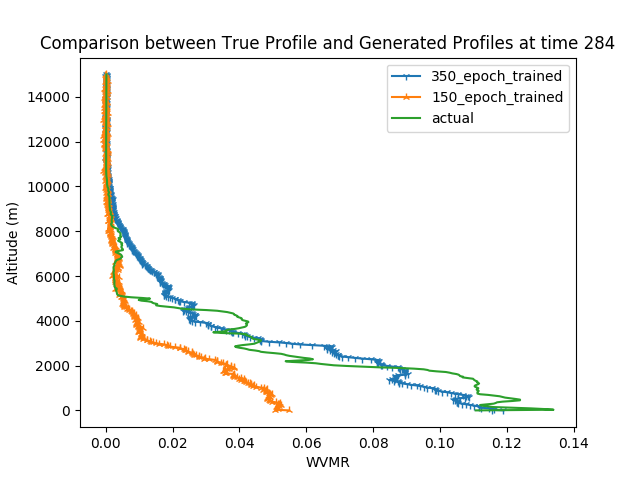 Comparison between True Profile and Generated Profiles at time 284
350_epoch_trained
150_epoch_trained
actual
Altitude (m)
14000
12000
10000
8000
6000
4000
2000
0
0.00 0.02 0.04 0.06 0.08 0.10 0.12 0.14
WVMR